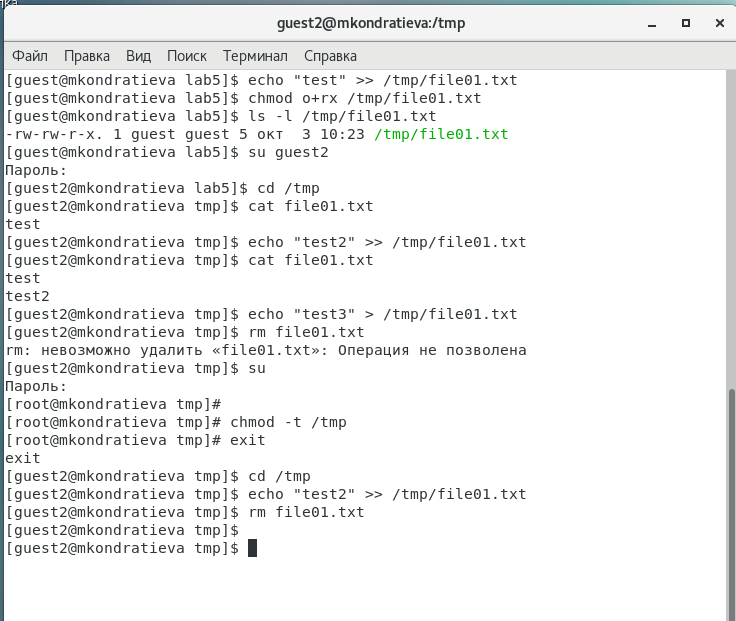 guest2@mkondratieva:/tmp
Файл Правка Вид Поиск Терминал Справка
[guest@mkondratieva lab5]$ echo "test" >> /tmp/file01.txt
[guest@mkondratieva lab5]$ chmod o+rx /tmp/file01.txt
[guest@mkondratieva lab5]$ ls -l /tmp/file01.txt
-rw-rw-r-x. 1 guest guest 5 окт  3 10:23 /tmp/file01.txt
[guest@mkondratieva lab5]$ su guest2
Пароль:
[guest2@mkondratieva lab5]$ cd /tmp
[guest2@mkondratieva tmp]$ cat file01.txt
test
[guest2@mkondratieva tmp]$ echo "test2" >> /tmp/file01.txt
[guest2@mkondratieva tmp]$ cat file01.txt
test
test2
[guest2@mkondratieva tmp]$ echo "test3" > /tmp/file01.txt
[guest2@mkondratieva tmp]$ rm file01.txt
rm: невозможно удалить «file01.txt»: Операция не позволена
[guest2@mkondratieva tmp]$ su
Пароль:
[root@mkondratieva tmp]#
[root@mkondratieva tmp]# chmod -t /tmp
[root@mkondratieva tmp]# exit
exit
[guest2@mkondratieva tmp]$ cd /tmp
[guest2@mkondratieva tmp]$ echo "test2" >> /tmp/file01.txt
[guest2@mkondratieva tmp]$ rm file01.txt
[guest2@mkondratieva tmp]$
[guest2@mkondratieva tmp]$